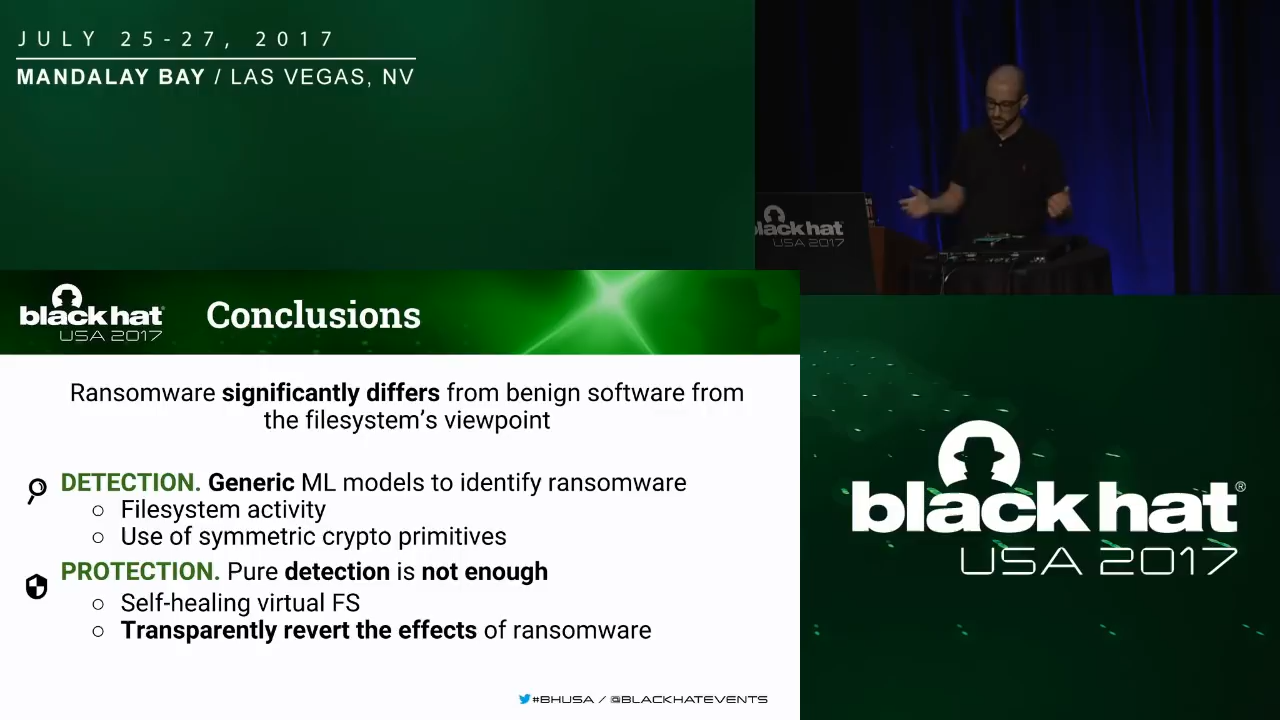 JULY 25-27, 2017
MANDALAY BAY / LAS VEGAS, NV
black hat
USA 2017
black hat®
USA 2017
Conclusions
Ransomware significantly differs from benign software from
the filesystem's viewpoint
DETECTION. Generic ML models to identify ransomware
○ Filesystem activity
○ Use of symmetric crypto primitives
PROTECTION. Pure detection is not enough
○ Self-healing virtual FS
○ Transparently revert the effects of ransomware
#BHUSA / @BLACKHATEVENTS
black hat®
USA 2017